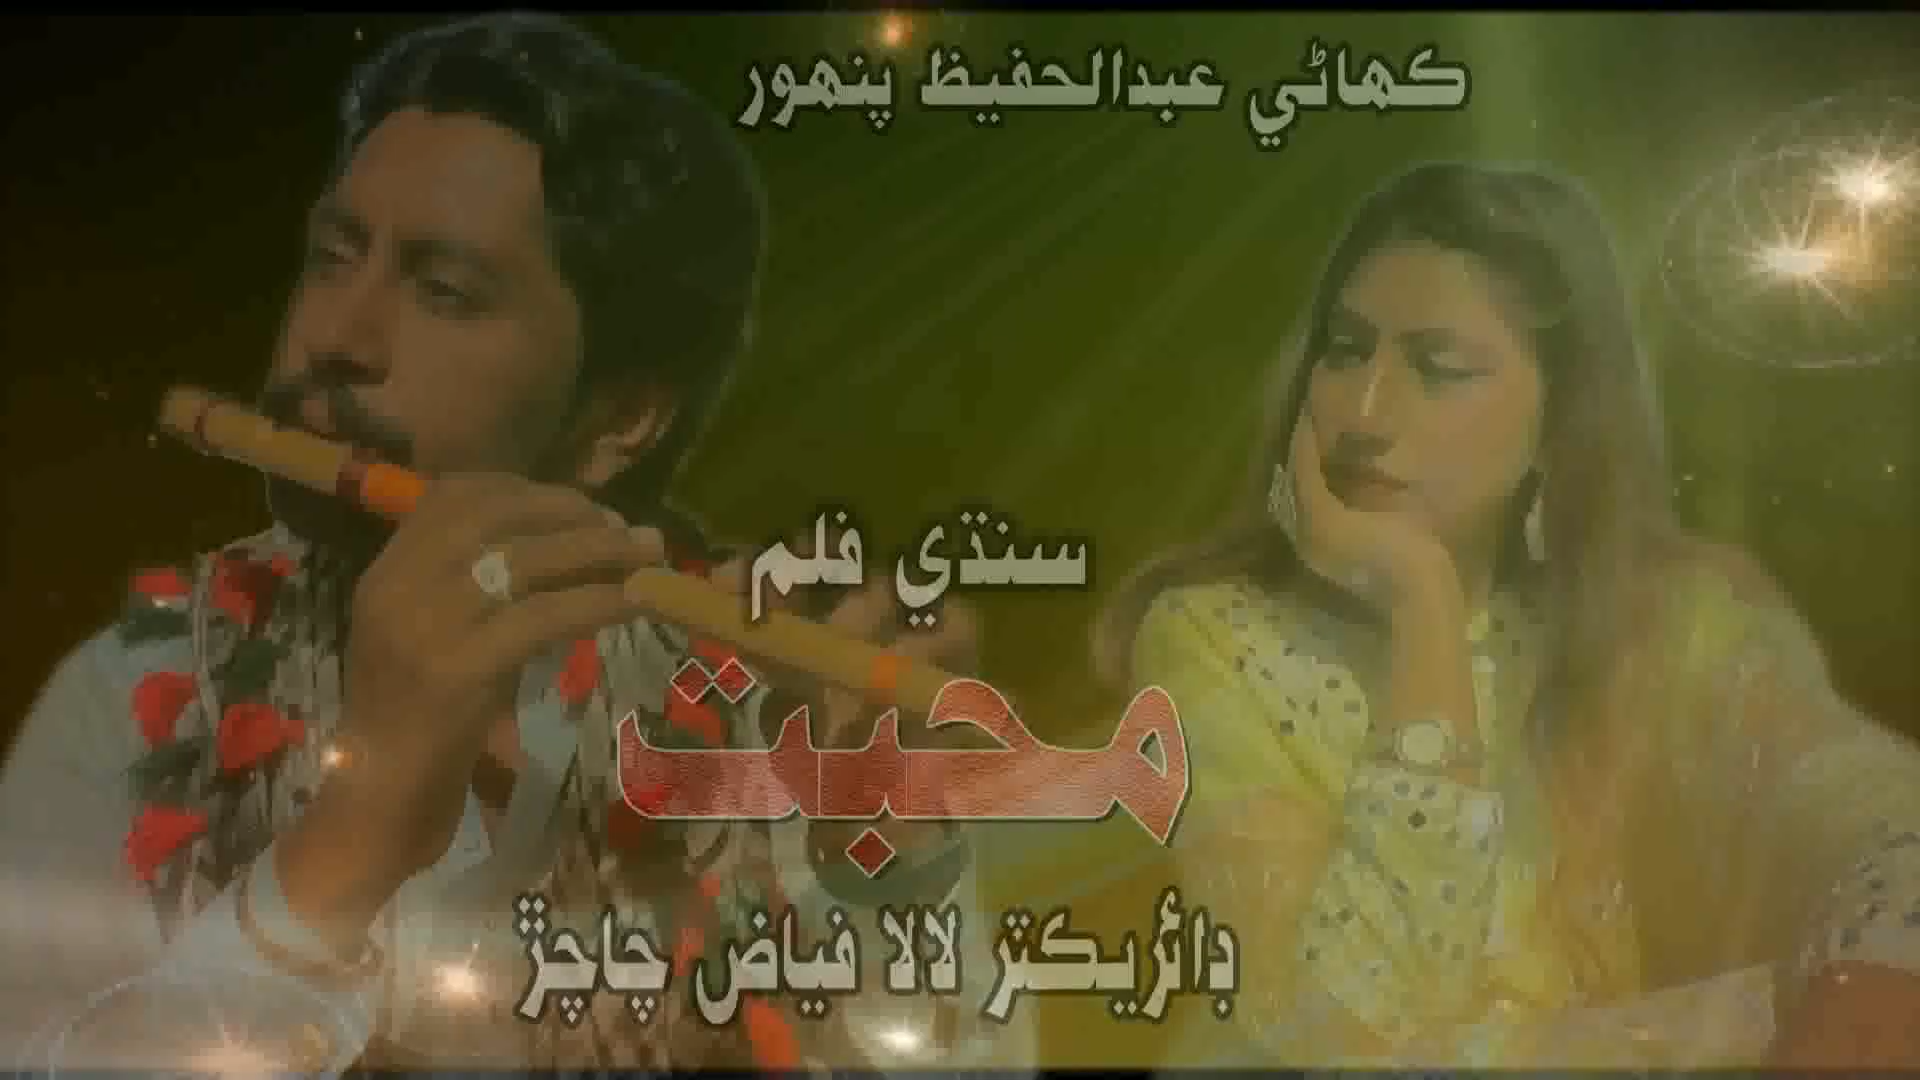 ڪهاڻي عبدالحفيظ پنهور
سنڌي فلم
محبت
ڊائريڪٽر لالا فياض چاچڙ